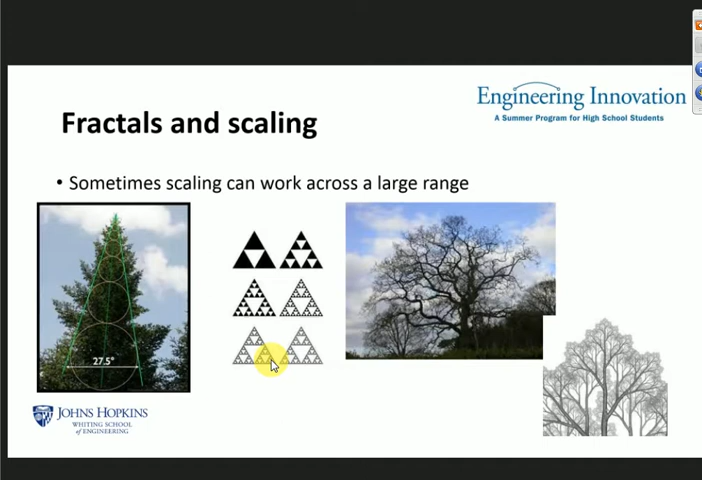 Engineering Innovation
A Summer Program for High School Students
Fractals and scaling
• Sometimes scaling can work across a large range
27.5°
JOHNS HOPKINS
WHITING SCHOOL
of ENGINEERING